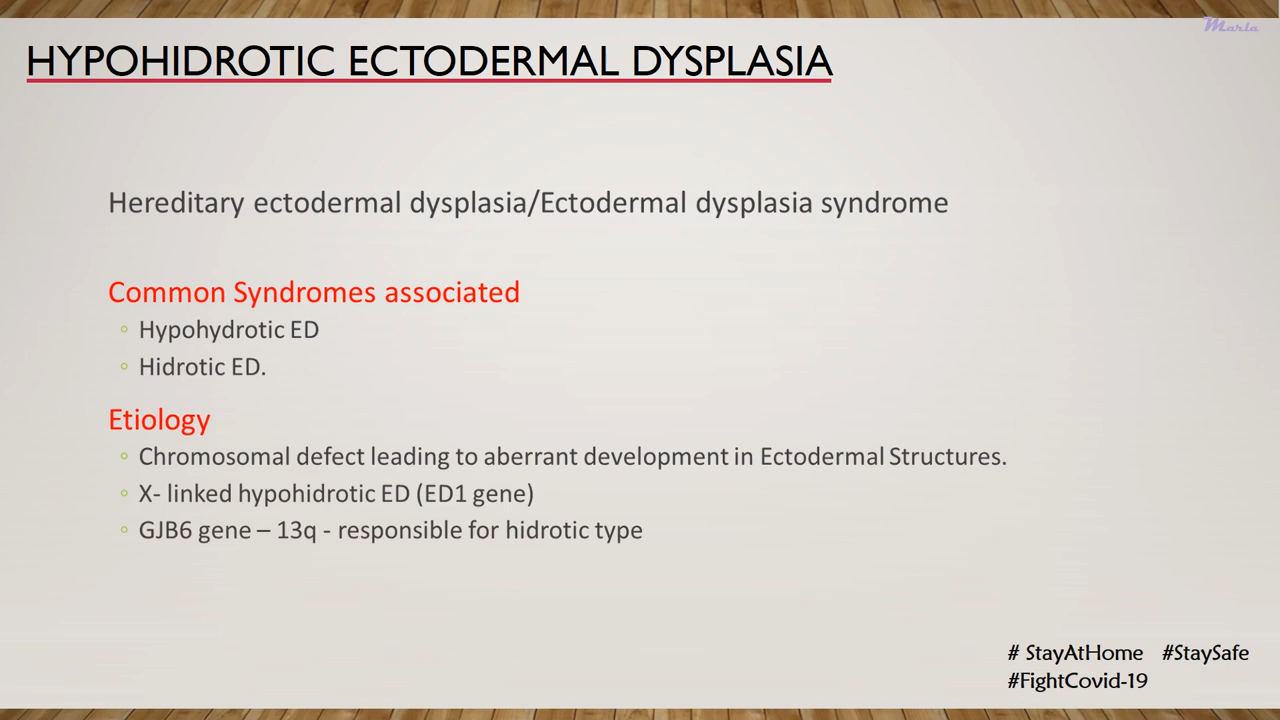 Marla
HYPOHIDROTIC ECTODERMAL DYSPLASIA
Hereditary ectodermal dysplasia/Ectodermal dysplasia syndrome
Common Syndromes associated
Hypohydrotic ED
Hidrotic ED.
Etiology
Chromosomal defect leading to aberrant development in Ectodermal Structures.
X- linked hypohidrotic ED (ED1 gene)
GJB6 gene – 13q - responsible for hidrotic type
# StayAtHome #StaySafe
#FightCovid-19